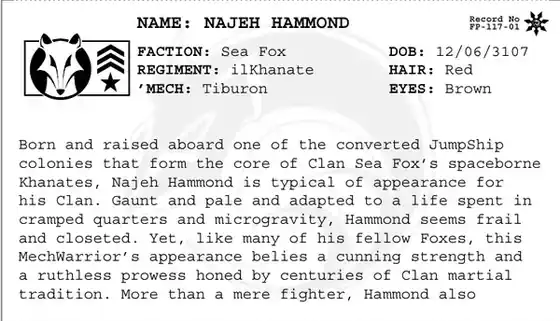 NAME: NAJEH HAMMOND
Record No
FP-117-01
FACTION: Sea Fox
DOB: 12/06/3107
REGIMENT: ilKhanate
HAIR: Red
’MECH: Tiburon
EYES: Brown
Born and raised aboard one of the converted JumpShip
colonies that form the core of Clan Sea Fox’s spaceborne
Khanates, Najeh Hammond is typical of appearance for
his Clan. Gaunt and pale and adapted to a life spent in
cramped quarters and microgravity, Hammond seems frail
and closeted. Yet, like many of his fellow Foxes, this
MechWarrior’s appearance belies a cunning strength and
a ruthless prowess honed by centuries of Clan martial
tradition. More than a mere fighter, Hammond also